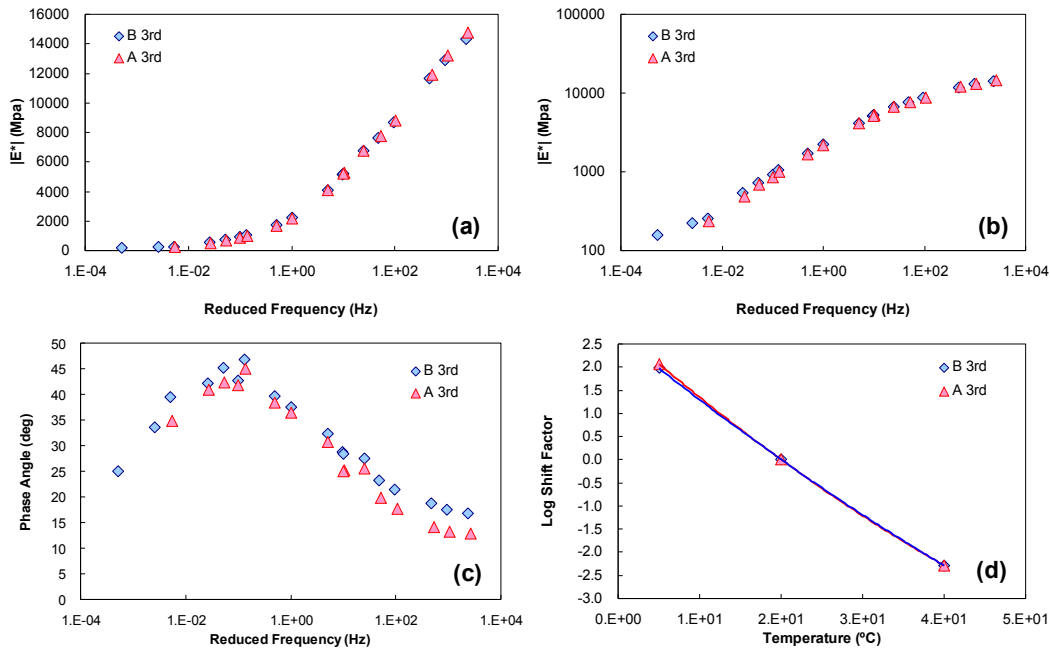 |E*| (Mpa)
16000
14000
12000
10000
8000
6000
4000
2000
0
B 3rd
A 3rd
(a)
1.E-04 1.E-02 1.E+00 1.E+02 1.E+04
Reduced Frequency (Hz)
|E*| (Mpa)
100000
10000
1000
100
B 3rd
A 3rd
(b)
1.E-04 1.E-02 1.E+00 1.E+02 1.E+04
Reduced Frequency (Hz)
Phase Angle (deg)
50
45
40
35
30
25
20
15
10
5
0
B 3rd
A 3rd
(c)
1.E-04 1.E-02 1.E+00 1.E+02 1.E+04
Reduced Frequency (Hz)
Log Shift Factor
2.5
2.0
1.5
1.0
0.5
0.0
-0.5
-1.0
-1.5
-2.0
-2.5
-3.0
B 3rd
A 3rd
(d)
0.E+00 1.E+01 2.E+01 3.E+01 4.E+01 5.E+01
Temperature (ºC)